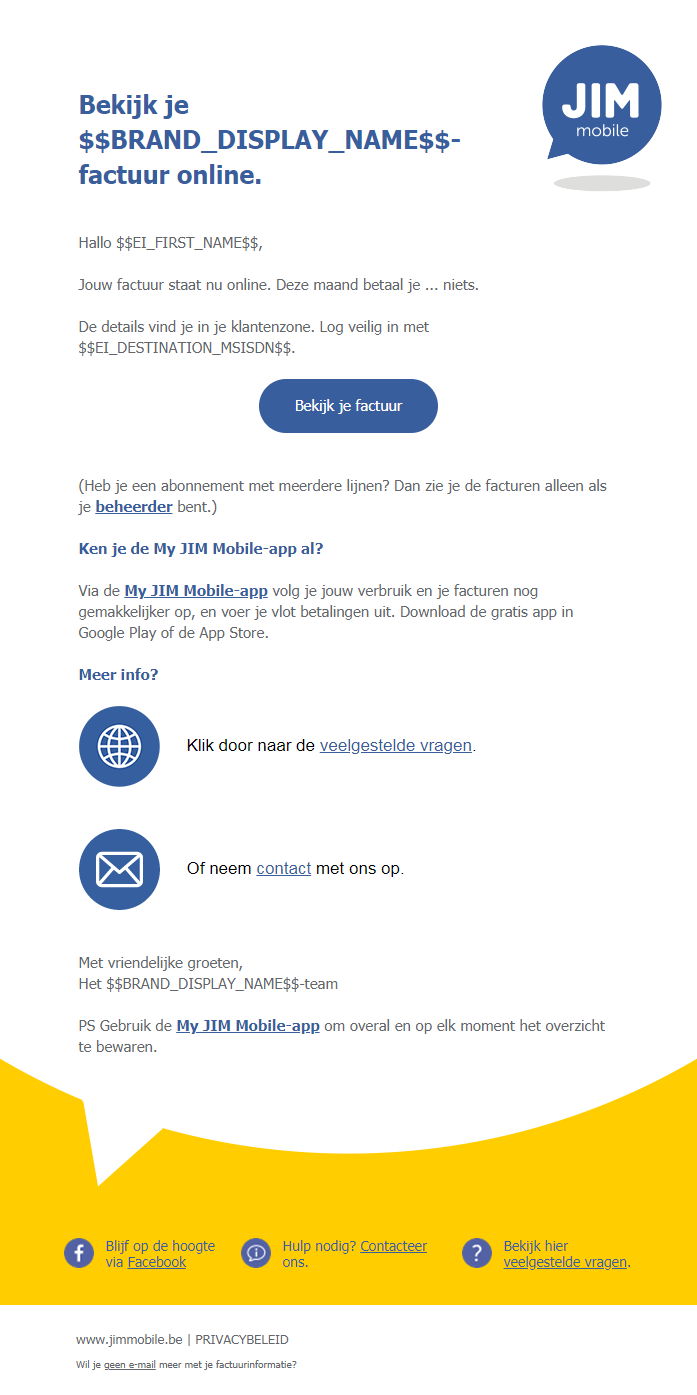 JIM
mobile
Bekijk je
$$BRAND_DISPLAY_NAME$$-
factuur online.
Hallo $$EI_FIRST_NAME$$,
Jouw factuur staat nu online. Deze maand betaal je ... niets.
De details vind je in je klantenzone. Log veilig in met
$$EI_DESTINATION_MSISDN$$.
Bekijk je factuur
(Heb je een abonnement met meerdere lijnen? Dan zie je de facturen alleen als
je beheerder bent.)
Ken je de My JIM Mobile-app al?
Via de My JIM Mobile-app volg je jouw verbruik en je facturen nog
gemakkelijker op, en voer je vlot betalingen uit. Download de gratis app in
Google Play of de App Store.
Meer info?
Klik door naar de veelgestelde vragen.
Of neem contact met ons op.
Met vriendelijke groeten,
Het $$BRAND_DISPLAY_NAME$$-team
PS Gebruik de My JIM Mobile-app om overal en op elk moment het overzicht
te bewaren.
Blijf op de hoogte
via Facebook
Hulp nodig? Contacteer
ons.
Bekijk hier
veelgestelde vragen.
www.jimmobile.be | PRIVACYBELEID
Wil je geen e-mail meer met je factuurinformatie?